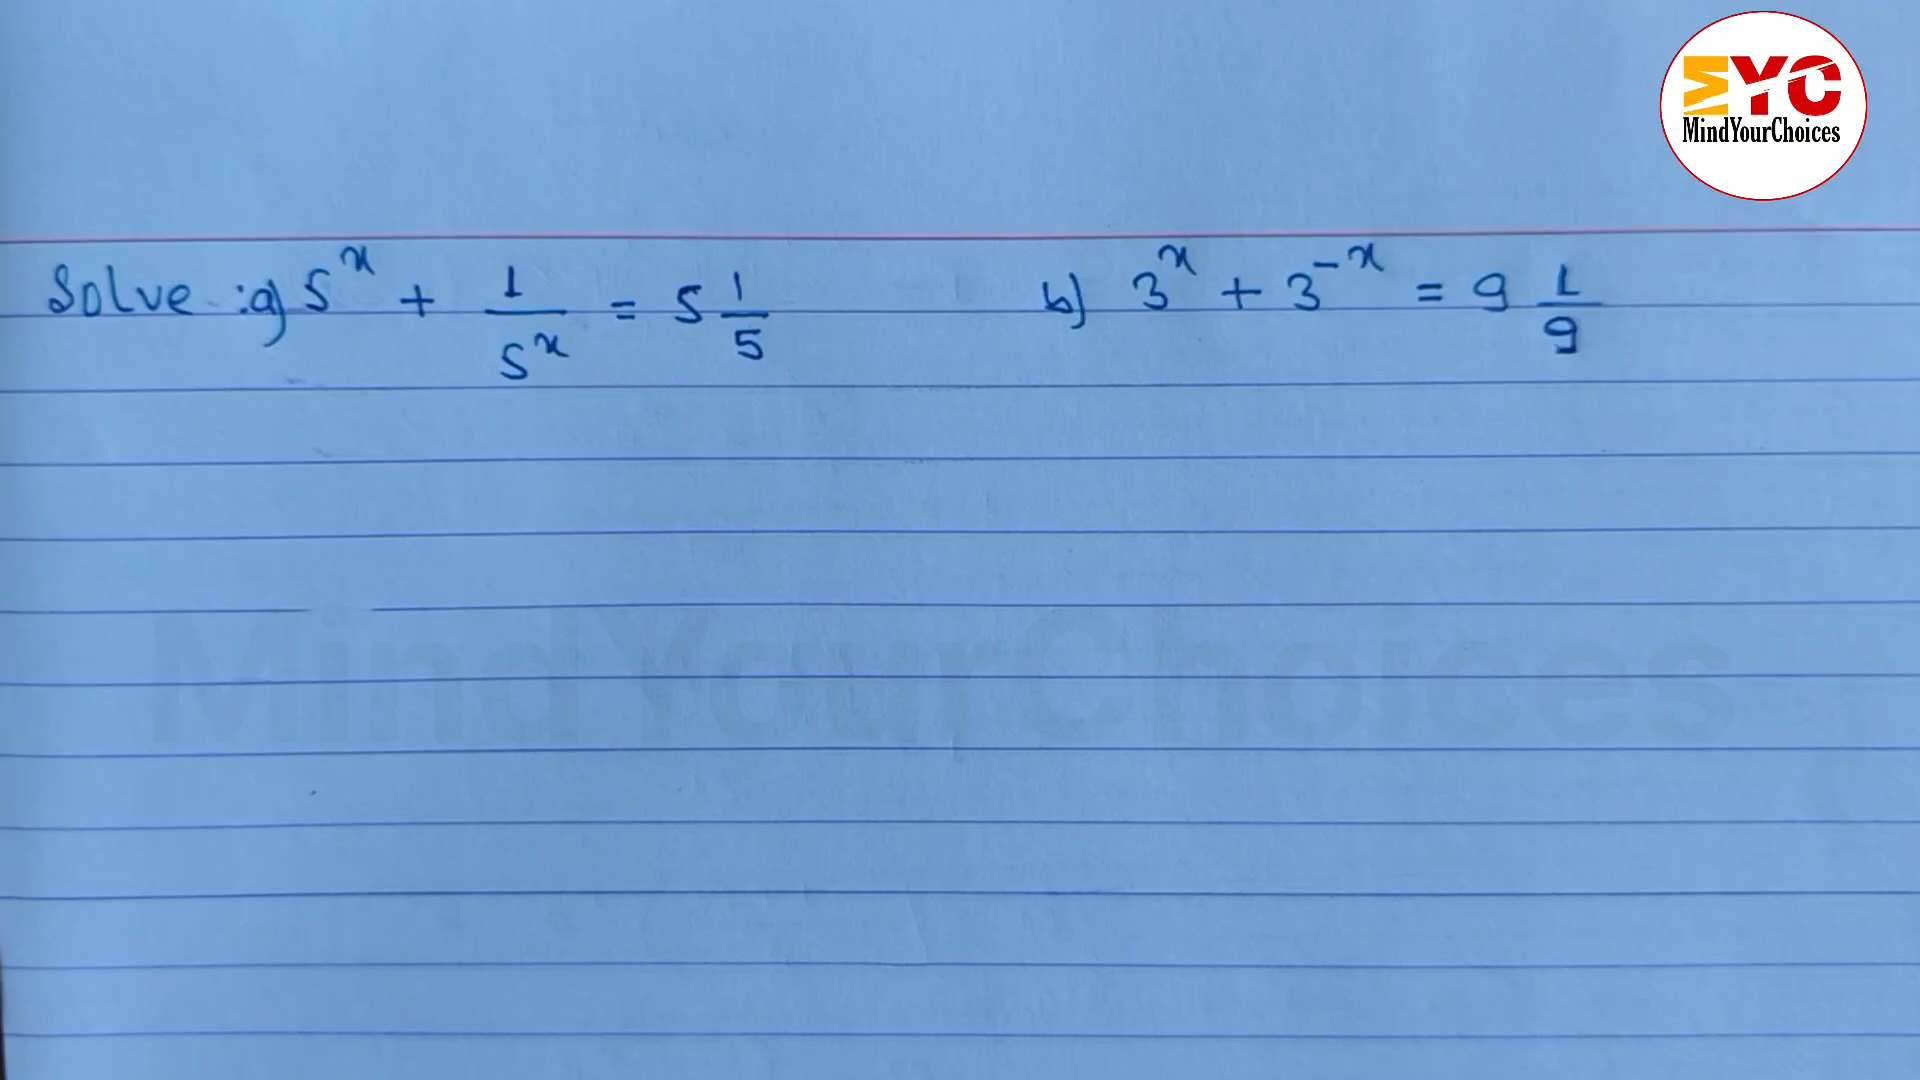 MYC
MindYourChoices
Solve :a) 5^x + 1/5^x = 5 1/5 b) 3^x + 3^-x = 9 1/9
MindYourChoices